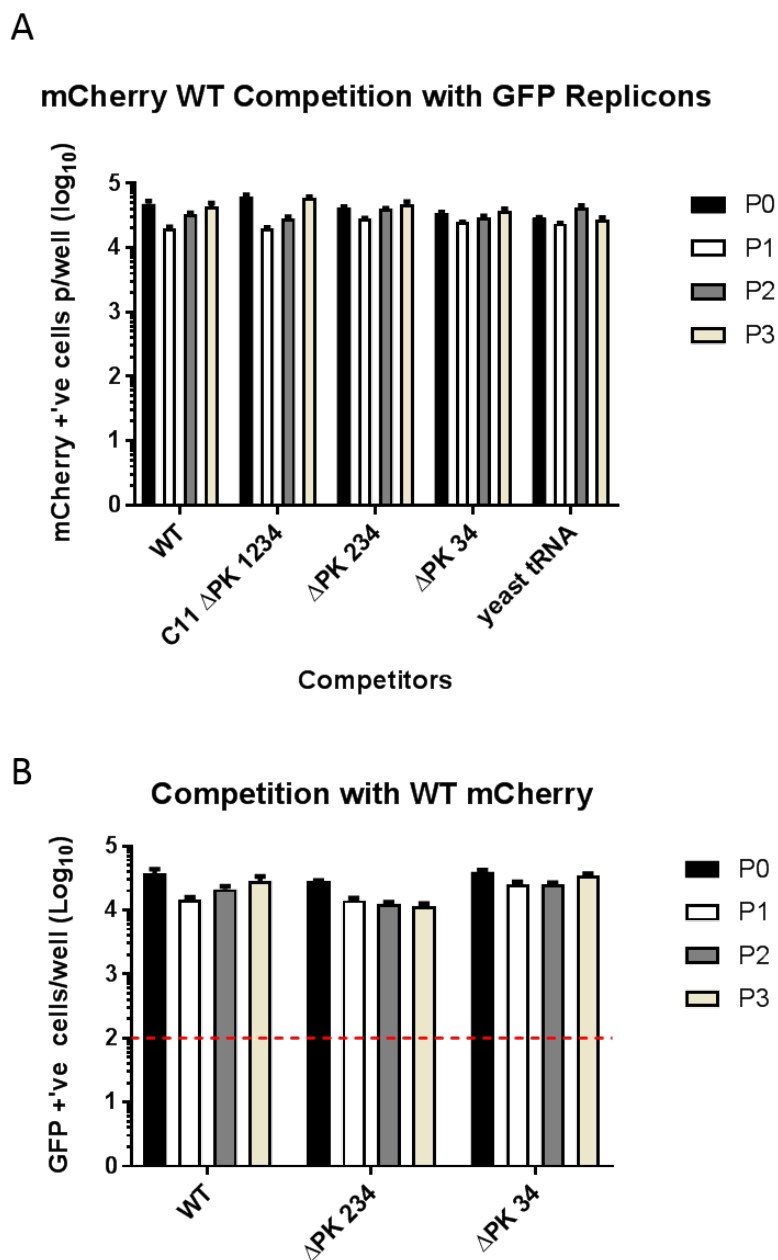 A
mCherry WT Competition with GFP Replicons
mCherry +'ve cells p/well (log10)
5
4
3
2
1
0
WT
C11 ΔPK 1234
ΔPK 234
ΔPK 34
yeast tRNA
Competitors
P0
P1
P2
P3
B
Competition with WT mCherry
GFP +'ve cells/well (Log10)
5
4
3
2
1
0
WT
ΔPK 234
ΔPK 34
P0
P1
P2
P3